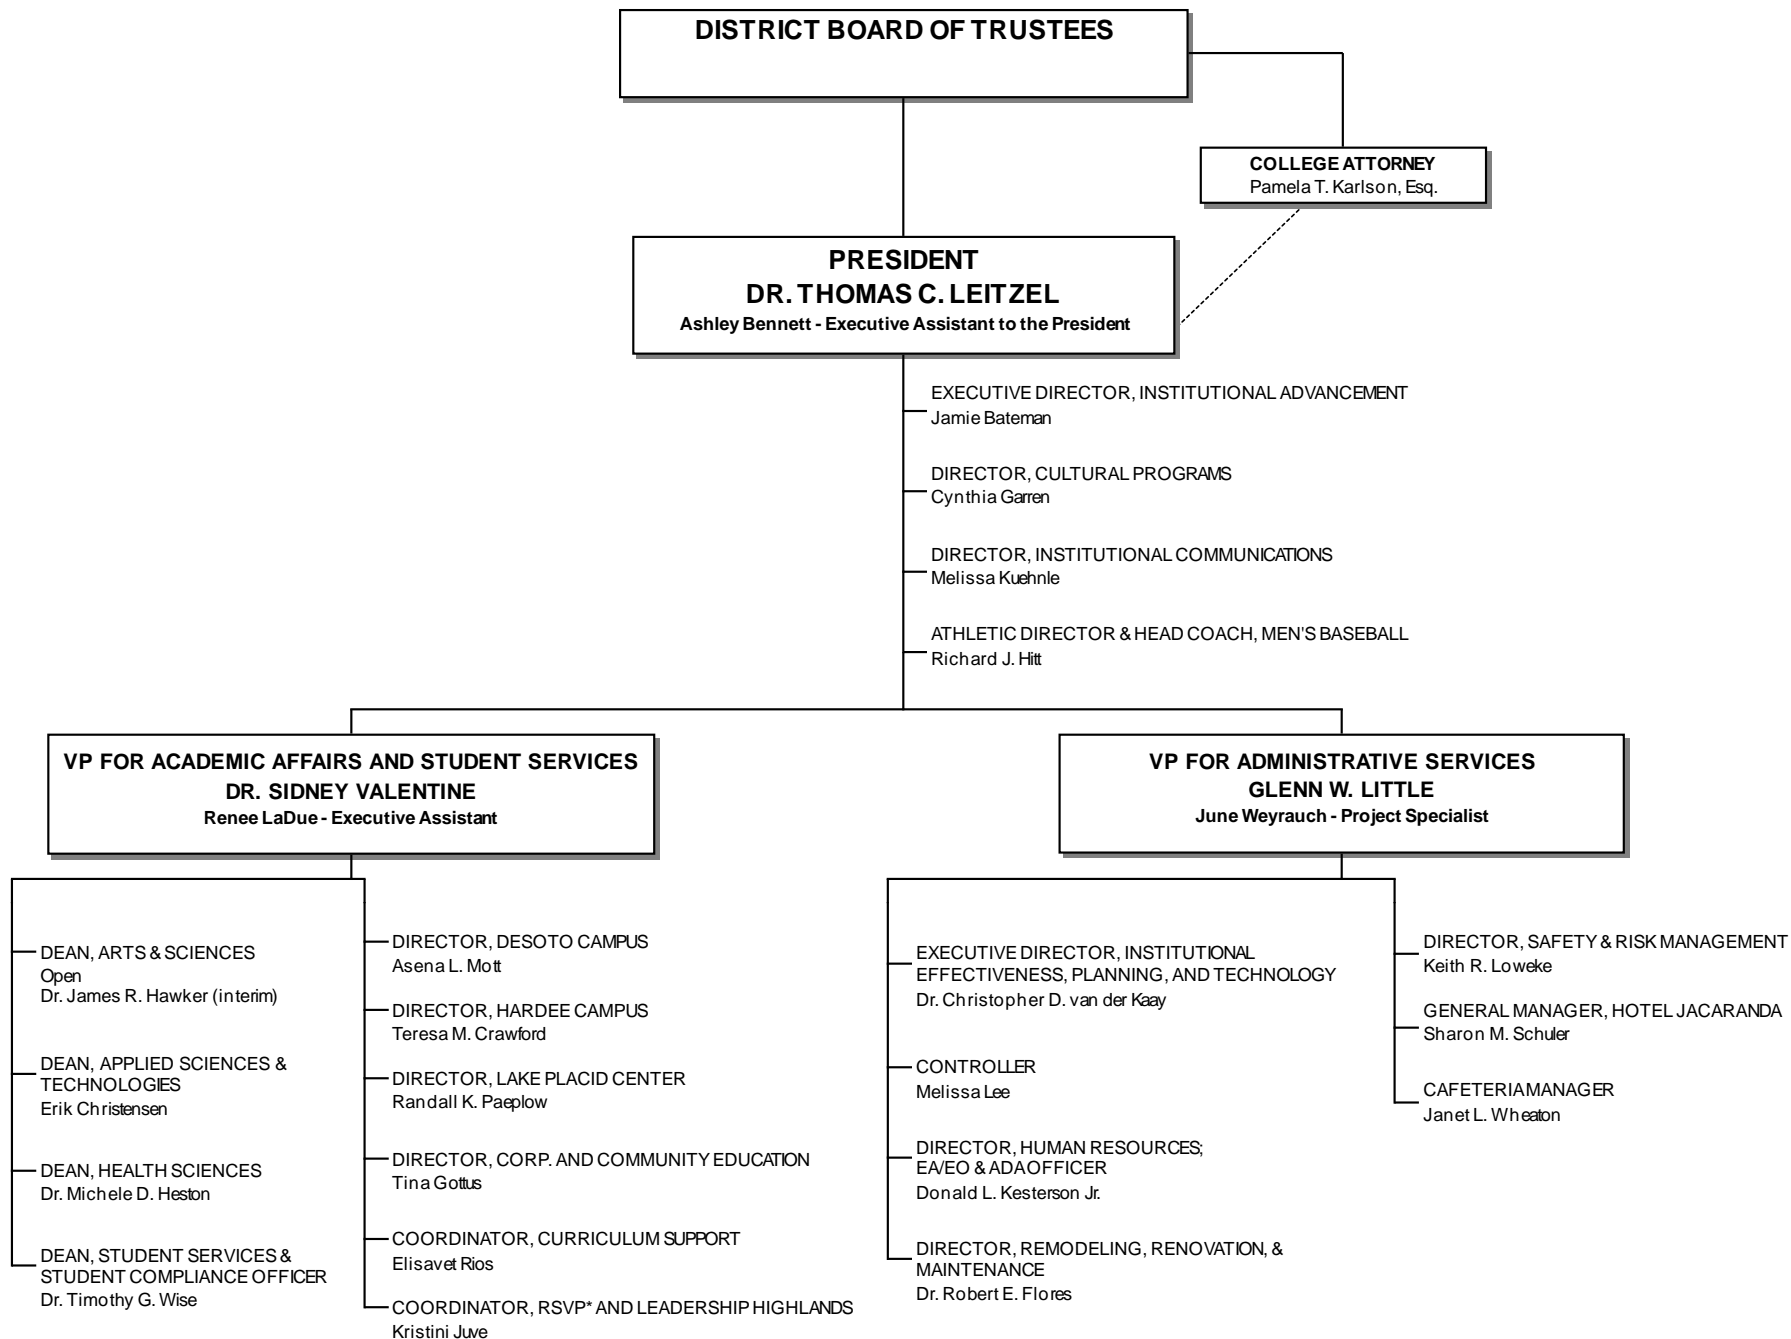 DISTRICT BOARD OF TRUSTEES
COLLEGE ATTORNEY
Pamela T. Karlson, Esq.
PRESIDENT
DR. THOMAS C. LEITZEL
Ashley Bennett - Executive Assistant to the President
EXECUTIVE DIRECTOR, INSTITUTIONAL ADVANCEMENT
Jamie Bateman
DIRECTOR, CULTURAL PROGRAMS
Cynthia Garren
DIRECTOR, INSTITUTIONAL COMMUNICATIONS
Melissa Kuehnle
ATHLETIC DIRECTOR & HEAD COACH, MEN'S BASEBALL
Richard J. Hitt
VP FOR ACADEMIC AFFAIRS AND STUDENT SERVICES
DR. SIDNEY VALENTINE
Renee LaDue - Executive Assistant
DEAN, ARTS & SCIENCES
Open
Dr. James R. Hawker (interim)
DEAN, APPLIED SCIENCES &
TECHNOLOGIES
Erik Christensen
DEAN, HEALTH SCIENCES
Dr. Michele D. Heston
DEAN, STUDENT SERVICES &
STUDENT COMPLIANCE OFFICER
Dr. Timothy G. Wise
DIRECTOR, DESOTO CAMPUS
Asena L. Mott
DIRECTOR, HARDEE CAMPUS
Teresa M. Crawford
DIRECTOR, LAKE PLACID CENTER
Randall K. Paeplow
DIRECTOR, CORP. AND COMMUNITY EDUCATION
Tina Gottus
COORDINATOR, CURRICULUM SUPPORT
Elisavet Rios
COORDINATOR, RSVP* AND LEADERSHIP HIGHLANDS
Kristini Juve
VP FOR ADMINISTRATIVE SERVICES
GLENN W. LITTLE
June Weyrauch - Project Specialist
EXECUTIVE DIRECTOR, INSTITUTIONAL
EFFECTIVENESS, PLANNING, AND TECHNOLOGY
Dr. Christopher D. van der Kaay
CONTROLLER
Melissa Lee
DIRECTOR, HUMAN RESOURCES;
EA/EO & ADA OFFICER
Donald L. Kesterson Jr.
DIRECTOR, REMODELING, RENOVATION, &
MAINTENANCE
Dr. Robert E. Flores
DIRECTOR, SAFETY & RISK MANAGEMENT
Keith R. Loweke
GENERAL MANAGER, HOTEL JACARANDA
Sharon M. Schuler
CAFETERIA MANAGER
Janet L. Wheaton